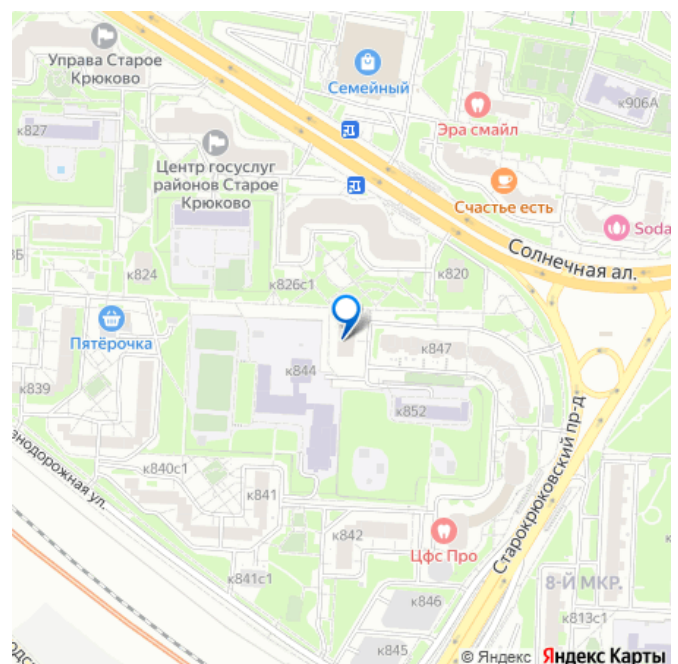 Управа Старое
Крюково
Семейный
к906А
Эра смайл
к827
Центр госуслуг
районов Старое
Крюково
Счастье есть
Soda
Солнечная ал.
к824
к826с1
к820
Пятёрочка
к847
к844
к839
к852
Старокрюковский пр-д
нодорожная ул.
к840с1
к841
к842
Цфс Про
к841с1
8-Й МКР.
к846
к813с1
к845
© Яндекс Яндекс Карты